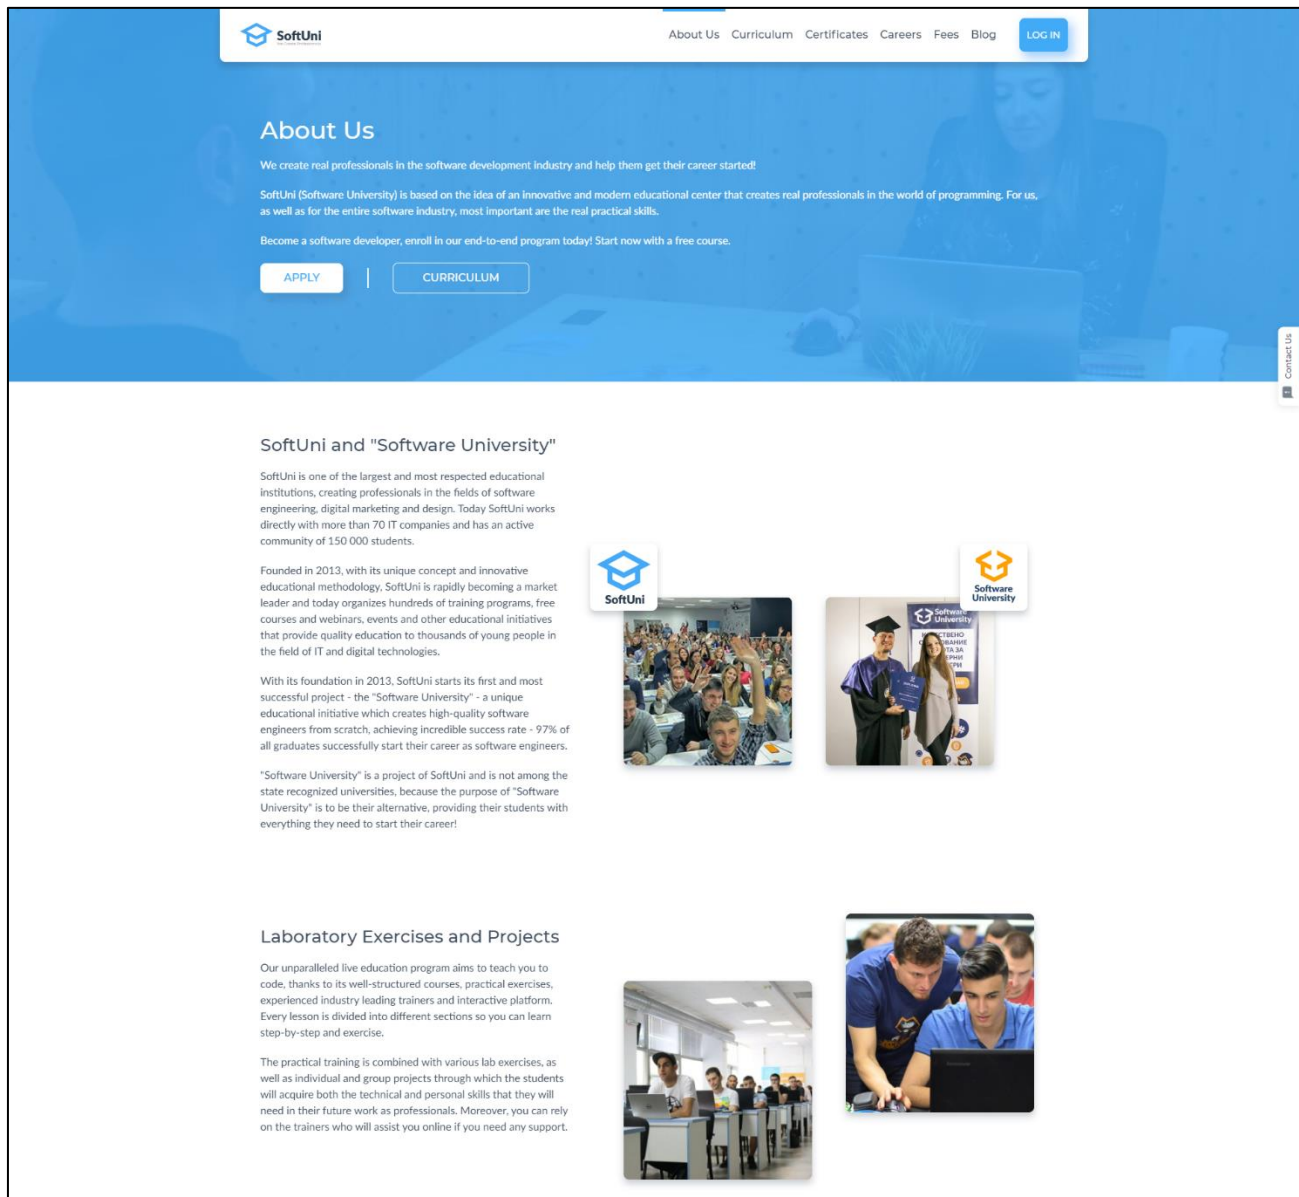 SoftUni
About Us Curriculum Certificates Careers Fees Blog LOG IN
About Us
We create real professionals in the software development industry and help them get their career started!
SoftUni (Software University) is based on the idea of an innovative and modern educational center that creates real professionals in the world of programming. For us,
as well as for the entire software industry, most important are the real practical skills.
Become a software developer, enroll in our end-to-end program today! Start now with a free course.
APPLY | CURRICULUM
Contact Us
SoftUni and "Software University"
SoftUni is one of the largest and most respected educational
institutions, creating professionals in the fields of software
engineering, digital marketing and design. Today SoftUni works
directly with more than 70 IT companies and has an active
community of 150 000 students.
Founded in 2013, with its unique concept and innovative
educational methodology, SoftUni is rapidly becoming a market
leader and today organizes hundreds of training programs, free
courses and webinars, events and other educational initiatives
that provide quality education to thousands of young people in
the field of IT and digital technologies.
With its foundation in 2013, SoftUni starts its first and most
successful project - the "Software University" - a unique
educational initiative which creates high-quality software
engineers from scratch, achieving incredible success rate - 97% of
all graduates successfully start their career as software engineers.
"Software University" is a project of SoftUni and is not among the
state recognized universities, because the purpose of "Software
University" is to be their alternative, providing their students with
everything they need to start their career!
SoftUni
Software
University
Software
University
Laboratory Exercises and Projects
Our unparalleled live education program aims to teach you to
code, thanks to its well-structured courses, practical exercises,
experienced industry leading trainers and interactive platform.
Every lesson is divided into different sections so you can learn
step-by-step and exercise.
The practical training is combined with various lab exercises, as
well as individual and group projects through which the students
will acquire both the technical and personal skills that they will
need in their future work as professionals. Moreover, you can rely
on the trainers who will assist you online if you need any support.